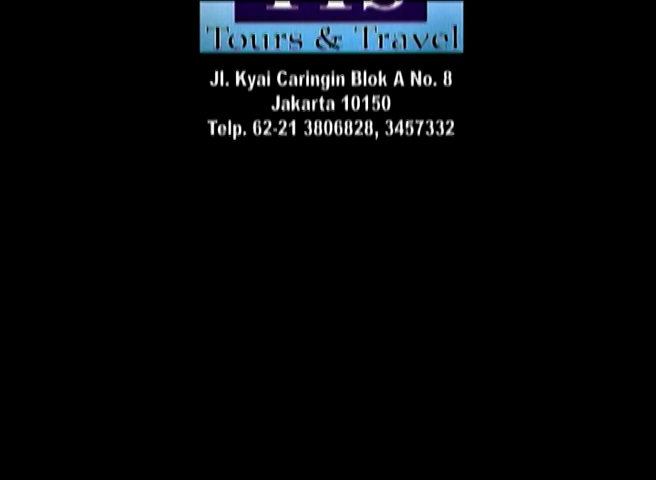 Tours & Travel
Jl. Kyai Caringin Blok A No. 8
Jakarta 10150
Telp. 62-21 3806828, 3457332